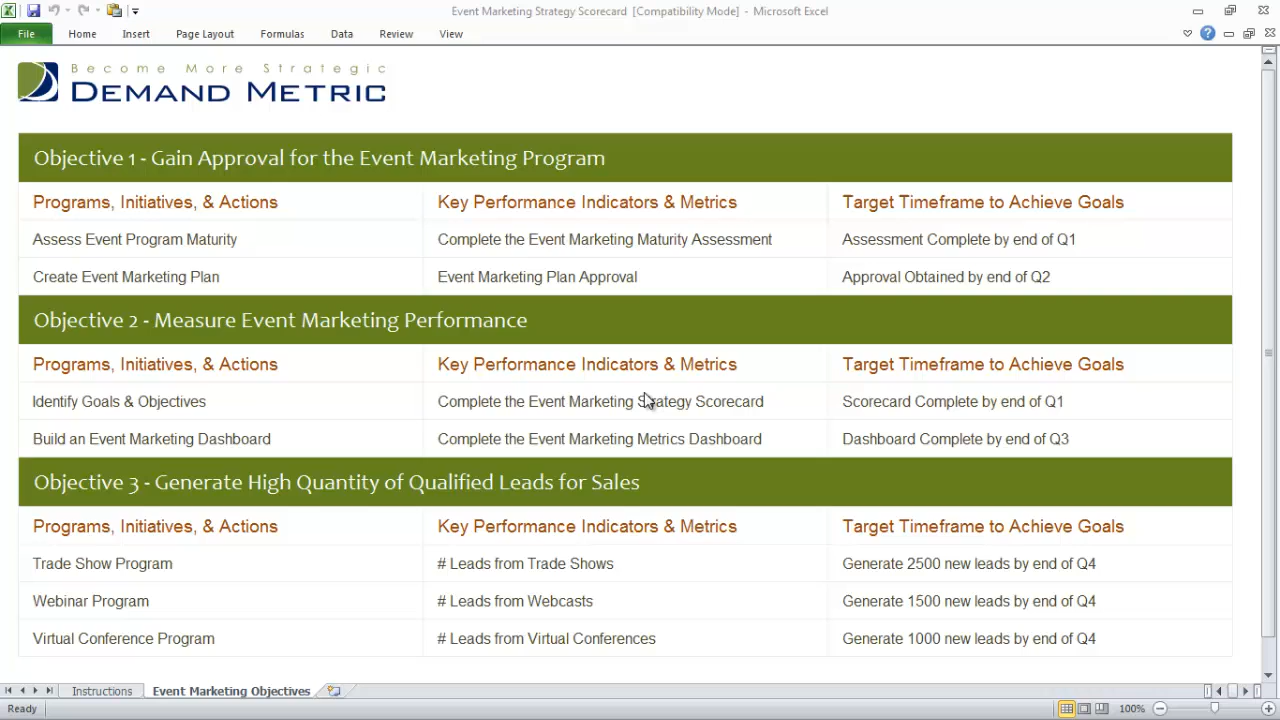 Event Marketing Strategy Scorecard [Compatibility Mode] - Microsoft Excel
File Home Insert Page Layout Formulas Data Review View
Become More Strategic
DEMAND METRIC
Objective 1 - Gain Approval for the Event Marketing Program
Programs, Initiatives, & Actions Key Performance Indicators & Metrics Target Timeframe to Achieve Goals
Assess Event Program Maturity Complete the Event Marketing Maturity Assessment Assessment Complete by end of Q1
Create Event Marketing Plan Event Marketing Plan Approval Approval Obtained by end of Q2
Objective 2 - Measure Event Marketing Performance
Programs, Initiatives, & Actions Key Performance Indicators & Metrics Target Timeframe to Achieve Goals
Identify Goals & Objectives Complete the Event Marketing Strategy Scorecard Scorecard Complete by end of Q1
Build an Event Marketing Dashboard Complete the Event Marketing Metrics Dashboard Dashboard Complete by end of Q3
Objective 3 - Generate High Quantity of Qualified Leads for Sales
Programs, Initiatives, & Actions Key Performance Indicators & Metrics Target Timeframe to Achieve Goals
Trade Show Program # Leads from Trade Shows Generate 2500 new leads by end of Q4
Webinar Program # Leads from Webcasts Generate 1500 new leads by end of Q4
Virtual Conference Program # Leads from Virtual Conferences Generate 1000 new leads by end of Q4
Instructions Event Marketing Objectives
Ready 100%